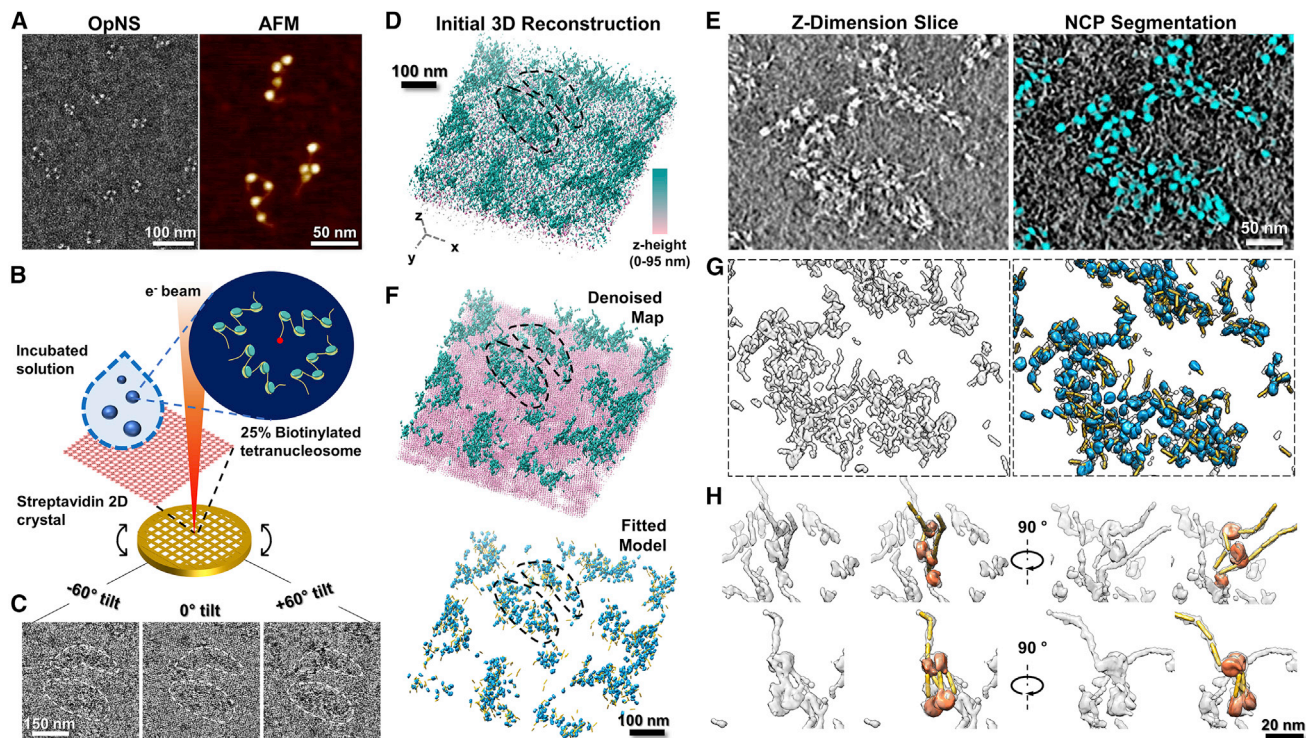 A
OpNS
AFM
100 nm
50 nm
B
e- beam
Incubated
solution
25% Biotinylated
tetranucleosome
Streptavidin 2D
crystal
C
-60° tilt
0° tilt
+60° tilt
150 nm
D
Initial 3D Reconstruction
100 nm
z
y
x
z-height
(0-95 nm)
F
Denoised
Map
Fitted
Model
100 nm
E
Z-Dimension Slice
NCP Segmentation
50 nm
G
H
90 °
90 °
20 nm